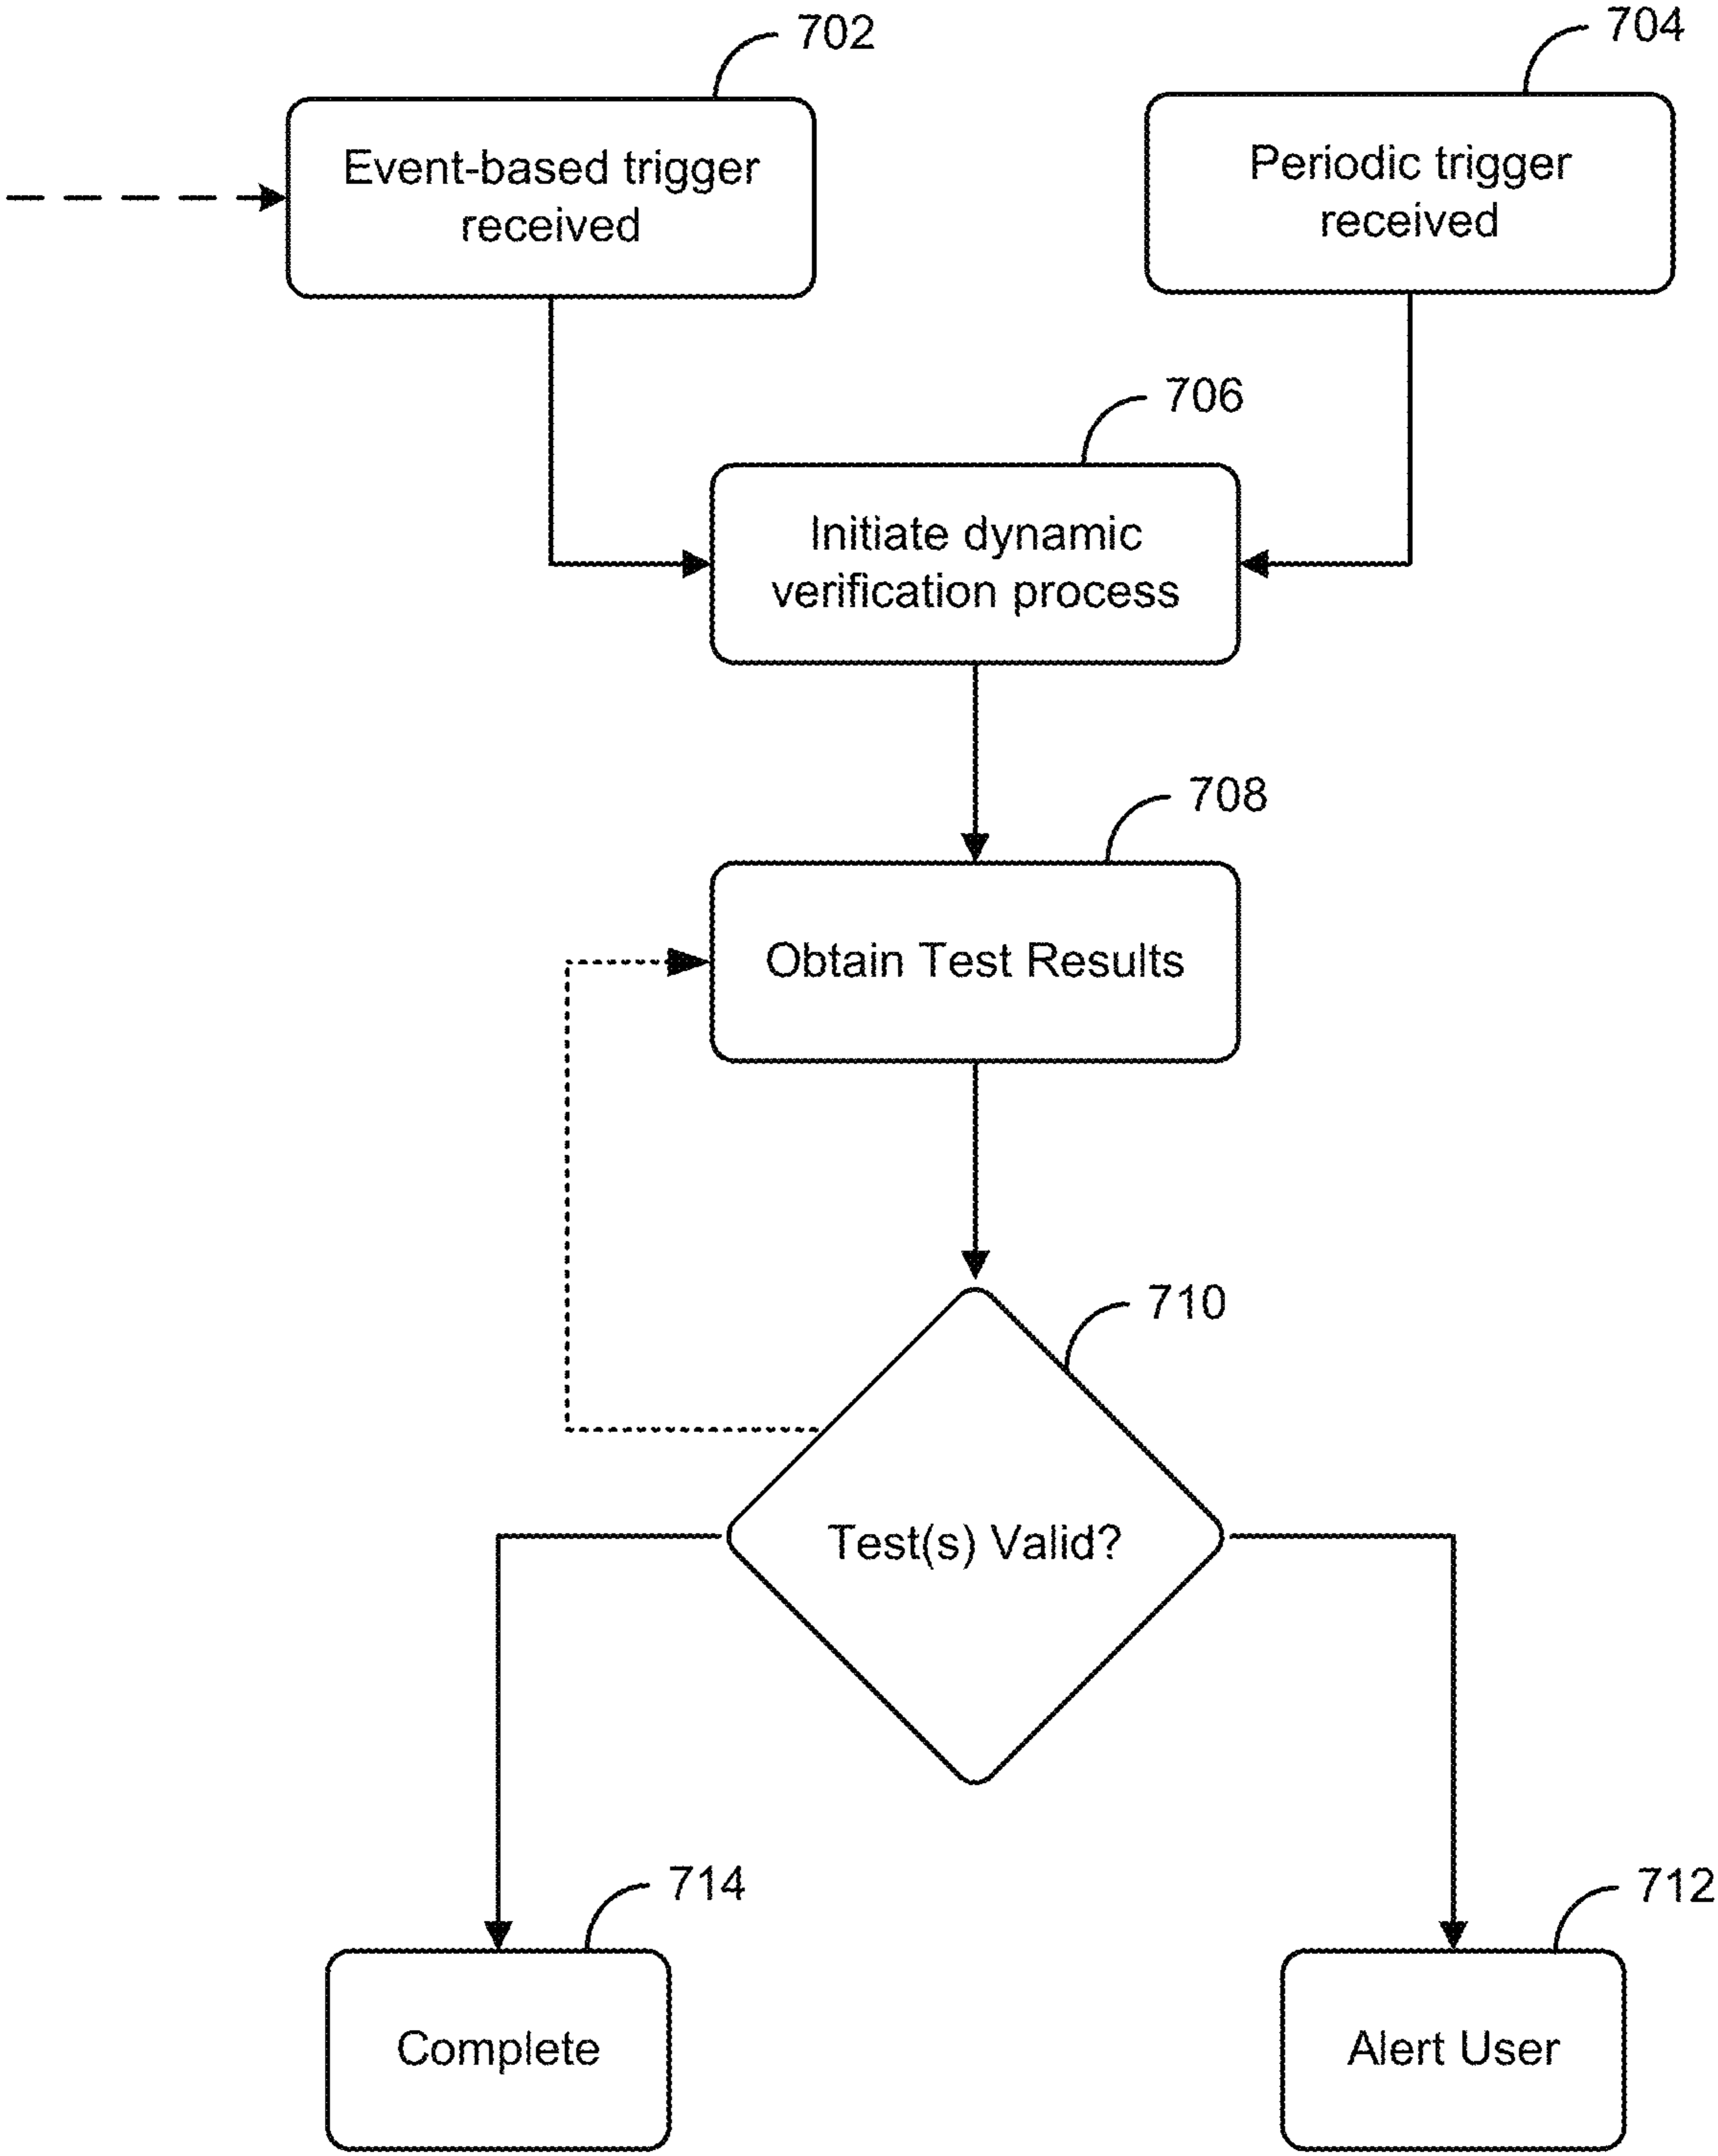 702
704
Event-based trigger
received
Periodic trigger
received
706
Initiate dynamic
verification process
708
Obtain Test Results
710
Test(s) Valid?
714
712
Complete
Alert User